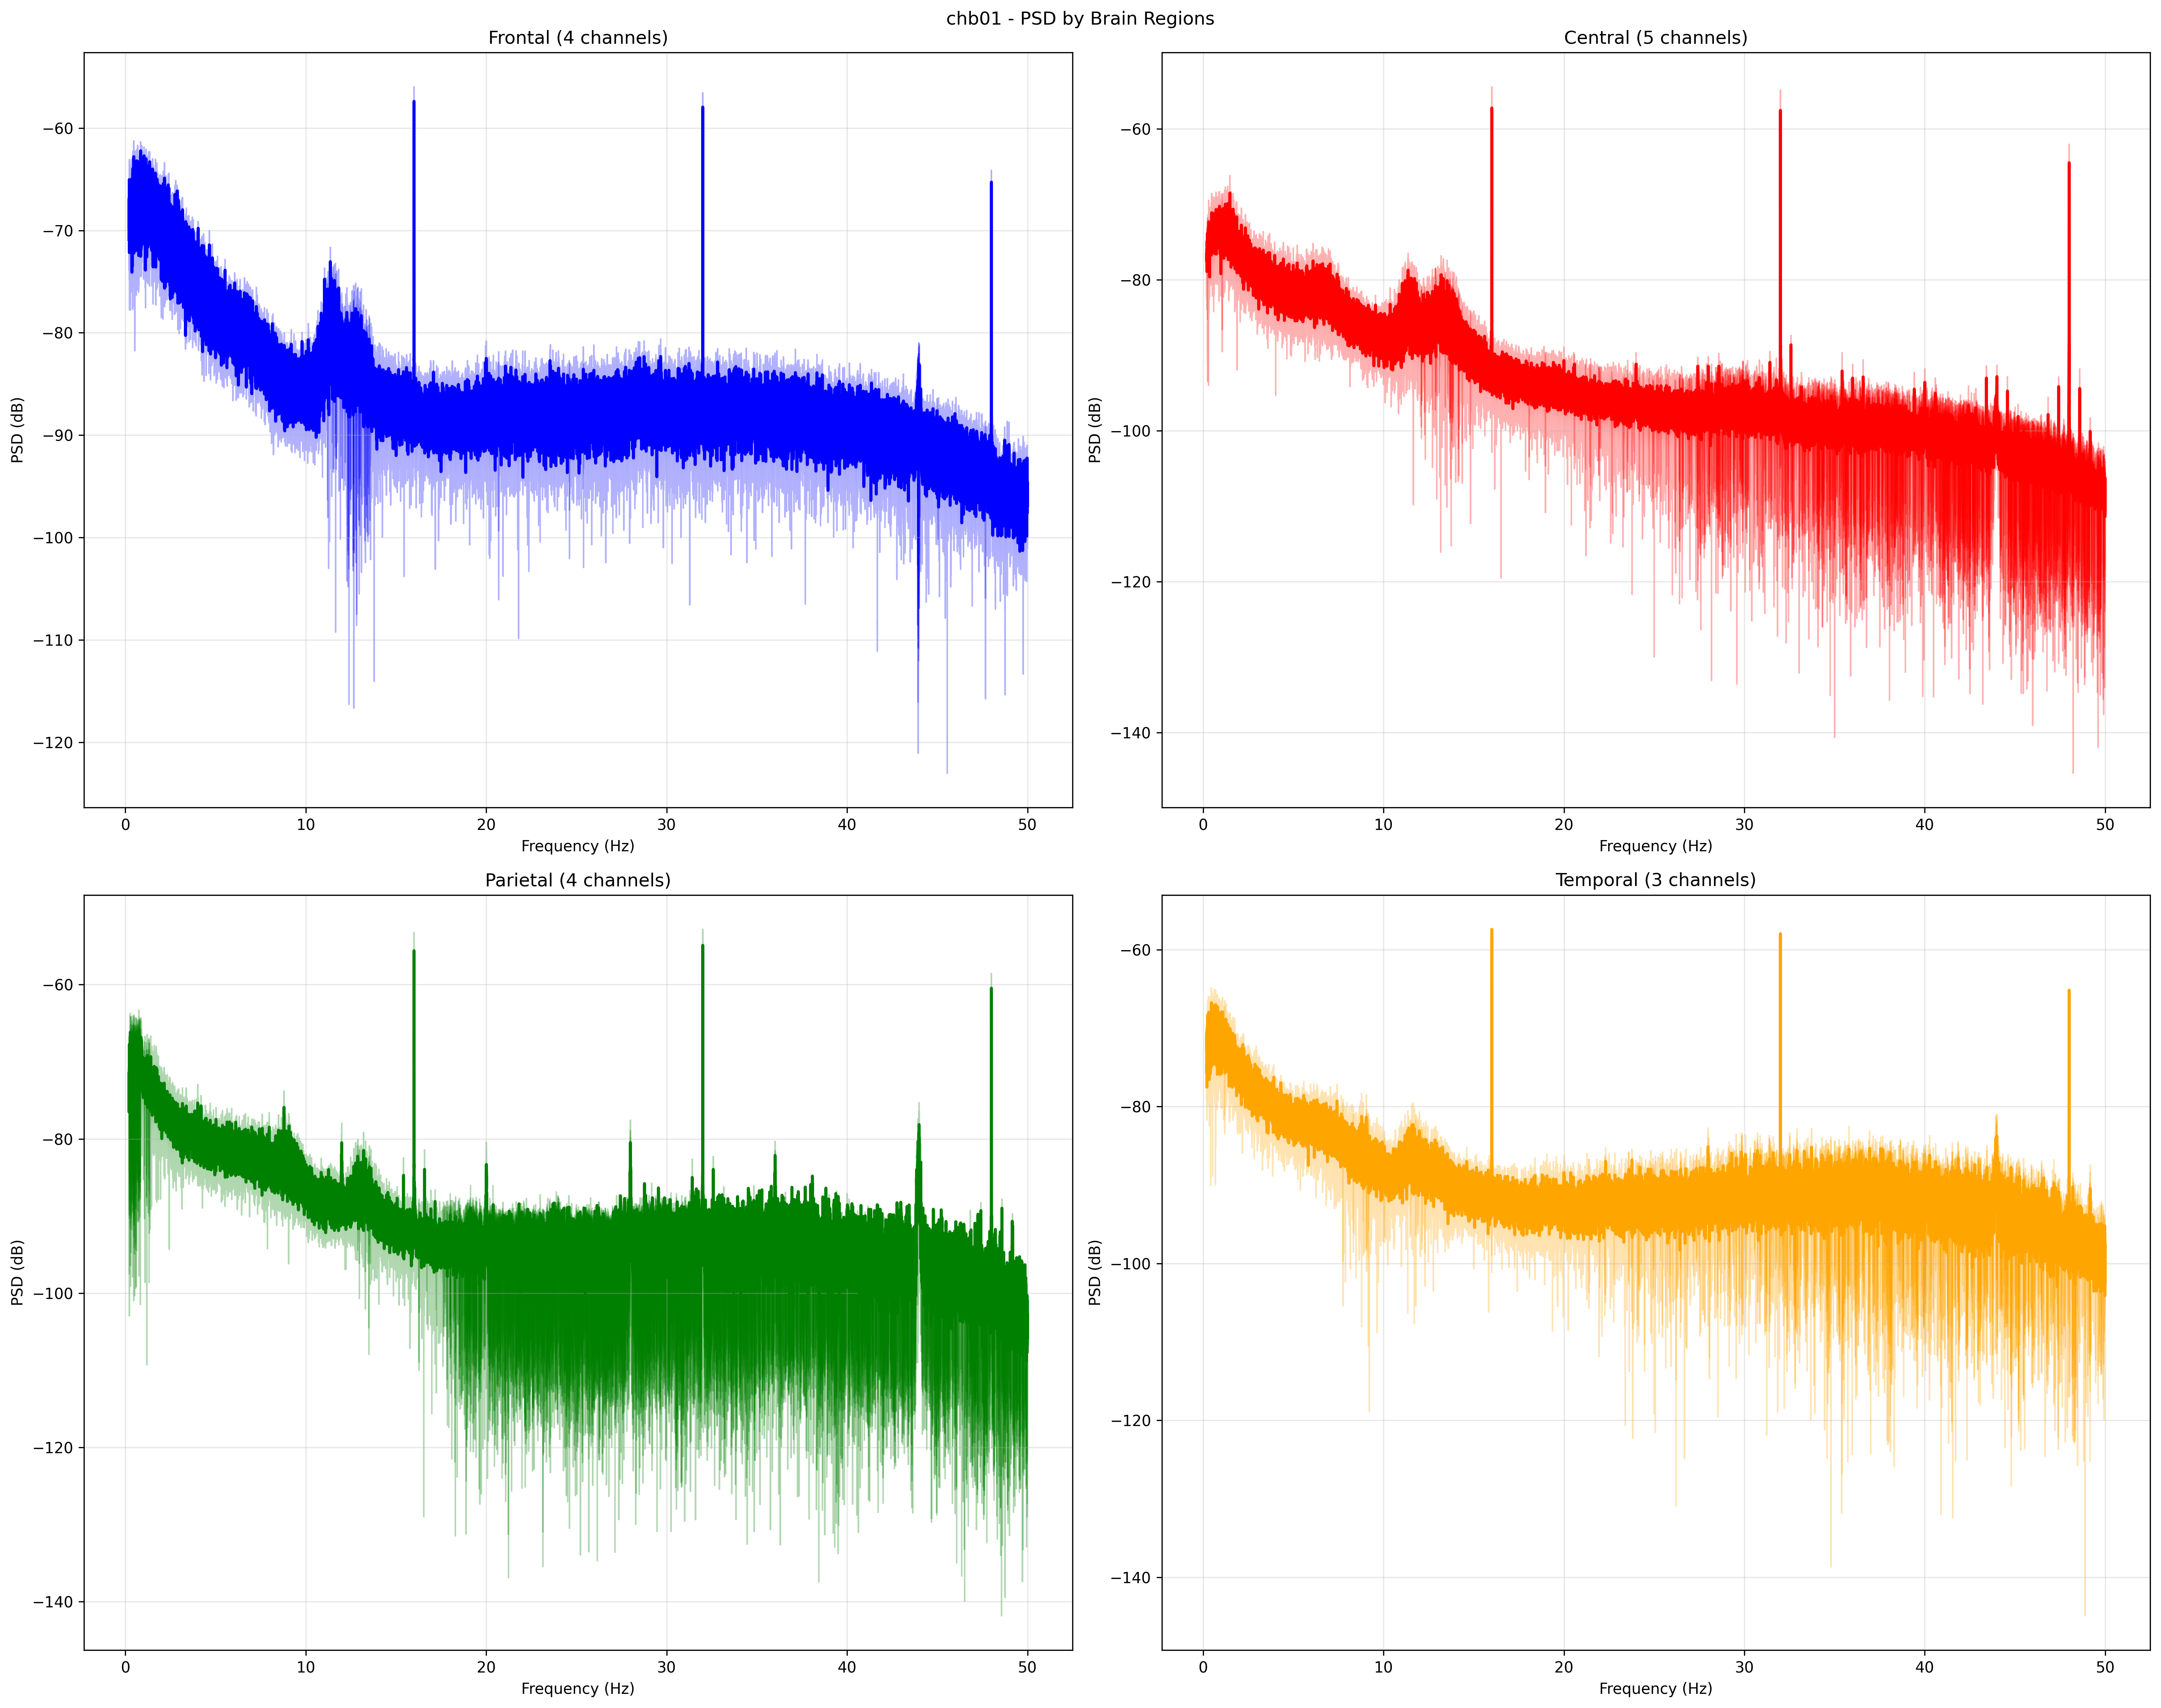 chb01 - PSD by Brain Regions
Frontal (4 channels)
PSD (dB)
−60
−70
−80
−90
−100
−110
−120
0 10 20 30 40 50
Frequency (Hz)
Central (5 channels)
PSD (dB)
−60
−80
−100
−120
−140
0 10 20 30 40 50
Frequency (Hz)
Parietal (4 channels)
PSD (dB)
−60
−80
−100
−120
−140
0 10 20 30 40 50
Frequency (Hz)
Temporal (3 channels)
PSD (dB)
−60
−80
−100
−120
−140
0 10 20 30 40 50
Frequency (Hz)